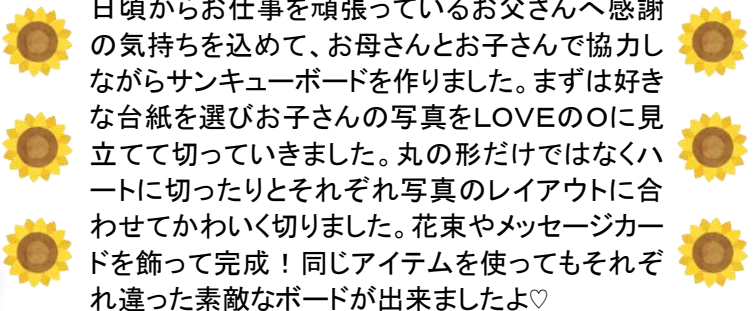 日頃からお仕事を頑張っているお父さんへ感謝
の気持ちを込めて、お母さんとお子さんで協力し
ながらサンキューボードを作りました。まずは好き
な台紙を選びお子さんの写真をLOVEのOに見
立てて切っていきました。丸の形だけではなくハ
ートに切ったりとそれぞれ写真のレイアウトに合
わせてかわいく切りました。花束やメッセージカー
ドを飾って完成！同じアイテムを使ってもそれぞ
れ違った素敵なボードが出来ましたよ♡